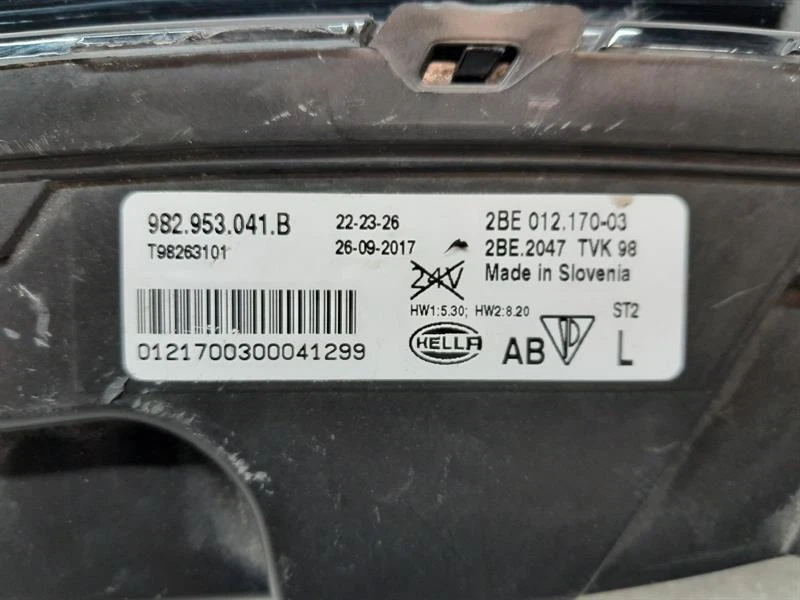 982.953.041.B 22-23-26 2BE 012.170-03
T98263101 26-09-2017 2BE.2047 TVK 98
24V Made in Slovenia
HW1:5.30; HW2:8.20 ST2
0121700300041299 HELLA AB L